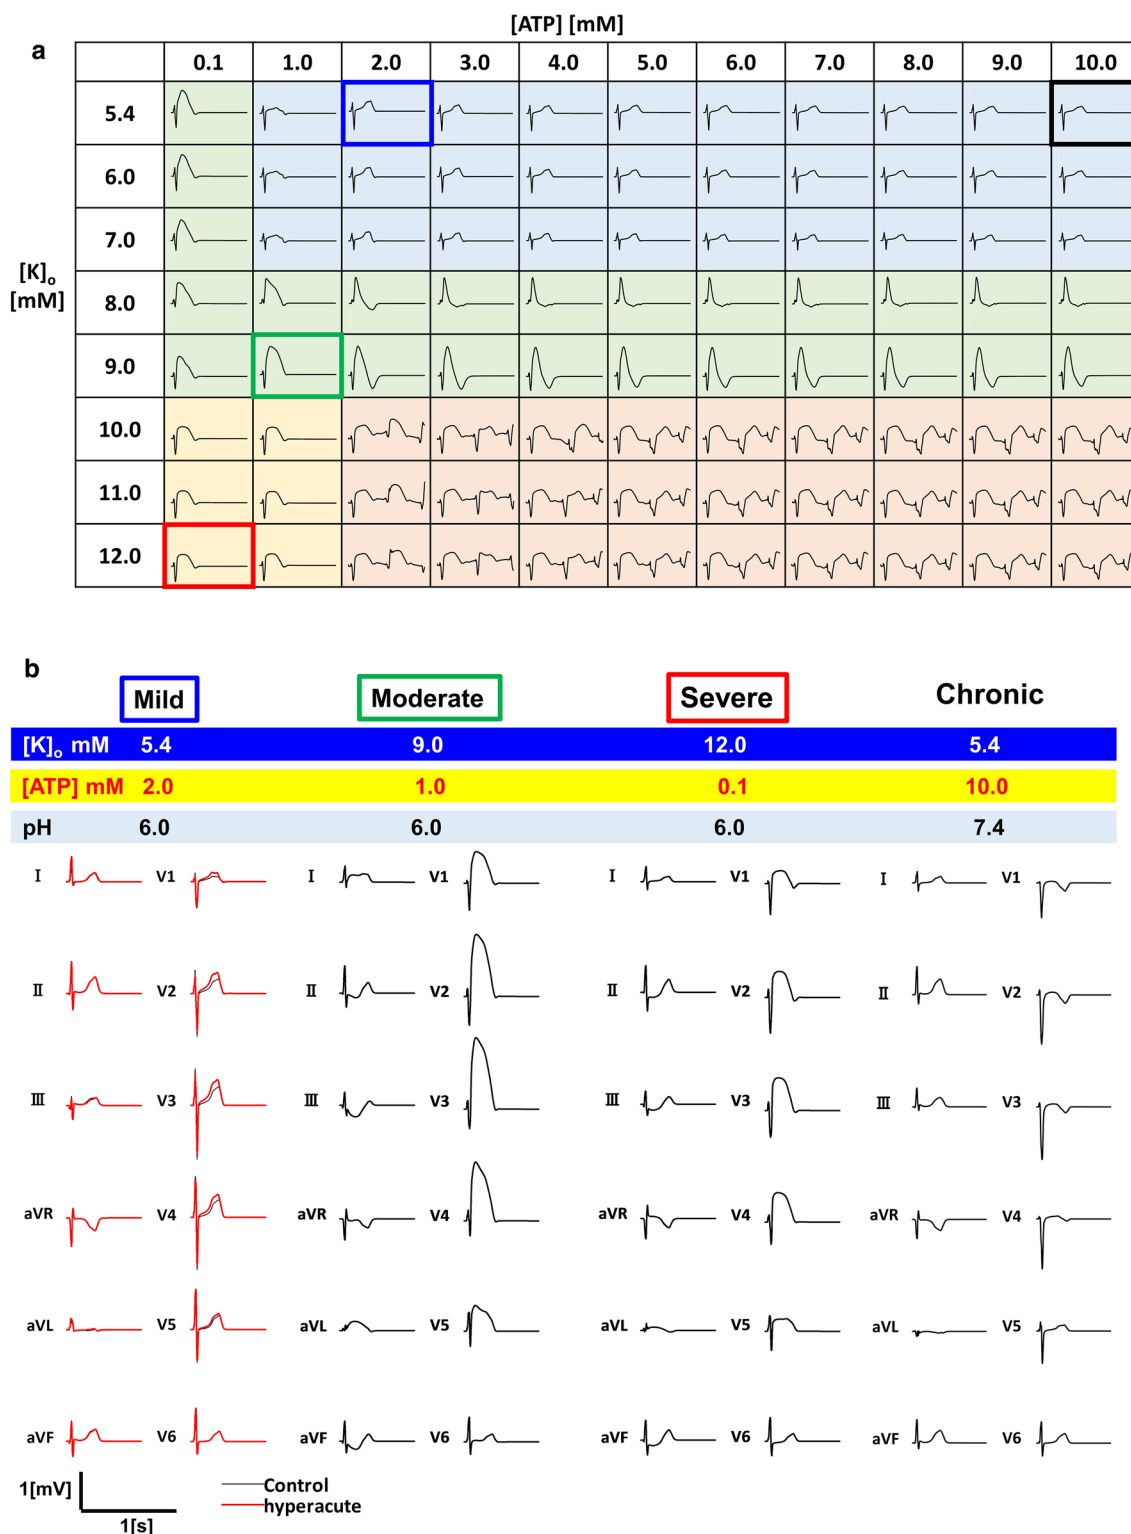 [ATP] [mM]
a
0.1 1.0 2.0 3.0 4.0 5.0 6.0 7.0 8.0 9.0 10.0
5.4
6.0
7.0
[K]o
[mM]
8.0
9.0
10.0
11.0
12.0
b
Mild Moderate Severe Chronic
[K]o mM 5.4 9.0 12.0 5.4
[ATP] mM 2.0 1.0 0.1 10.0
pH 6.0 6.0 6.0 7.4
I V1 I V1 I V1 I V1
II V2 II V2 II V2 II V2
III V3 III V3 III V3 III V3
aVR V4 aVR V4 aVR V4 aVR V4
aVL V5 aVL V5 aVL V5 aVL V5
aVF V6 aVF V6 aVF V6 aVF V6
1[mV]
Control
hyperacute
1[s]